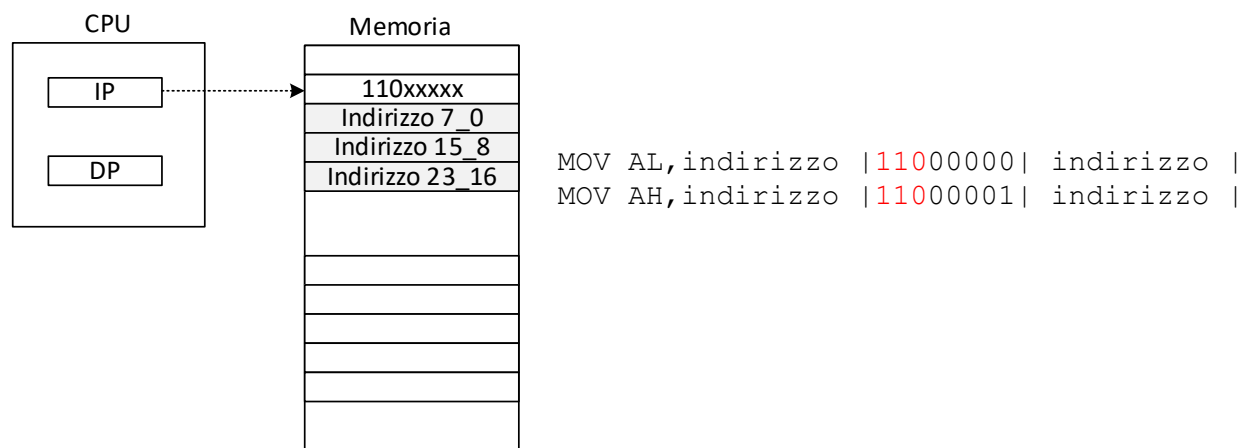 CPU
Memoria
IP
110xxxxx
Indirizzo 7_0
Indirizzo 15_8
DP
Indirizzo 23_16
MOV AL,indirizzo |11000000| indirizzo |
MOV AH,indirizzo |11000001| indirizzo |